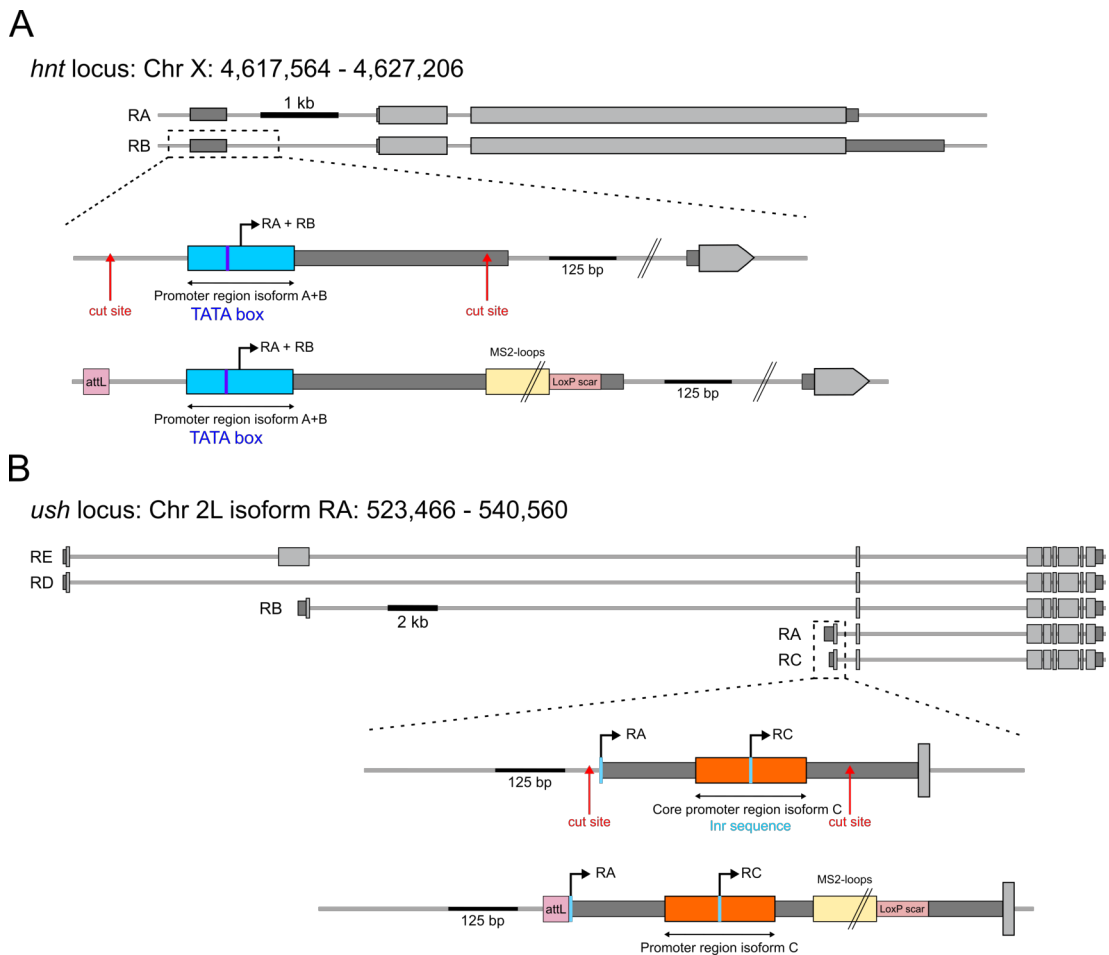 A
hnt locus: Chr X: 4,617,564 - 4,627,206
RA
1 kb
RB
RA + RB
125 bp
cut site
Promoter region isoform A+B
TATA box
cut site
attL
RA + RB
MS2-loops
LoxP scar
125 bp
Promoter region isoform A+B
TATA box
B
ush locus: Chr 2L isoform RA: 523,466 - 540,560
RE
RD
RB
2 kb
RA
RC
RA
RC
125 bp
cut site
Core promoter region isoform C
Inr sequence
cut site
RA
RC
MS2-loops
125 bp
attL
LoxP scar
Promoter region isoform C